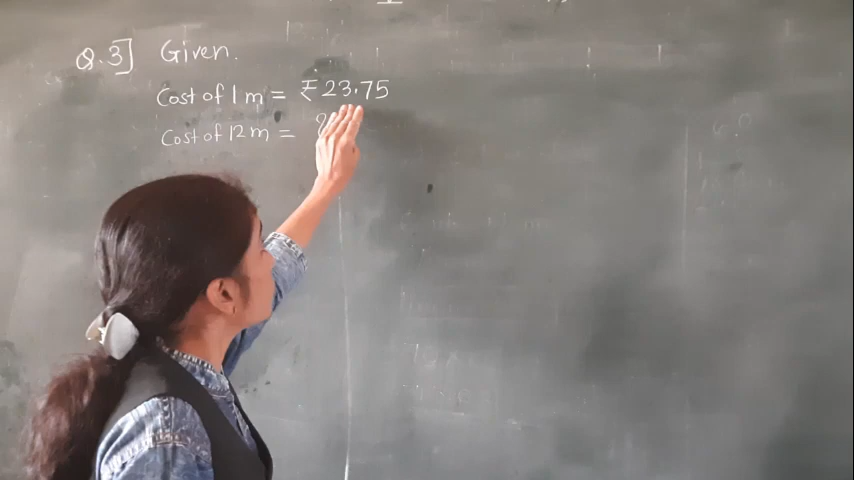 Q.3] Given.
Cost of 1 m = ₹ 23.75
Cost of 12 m =